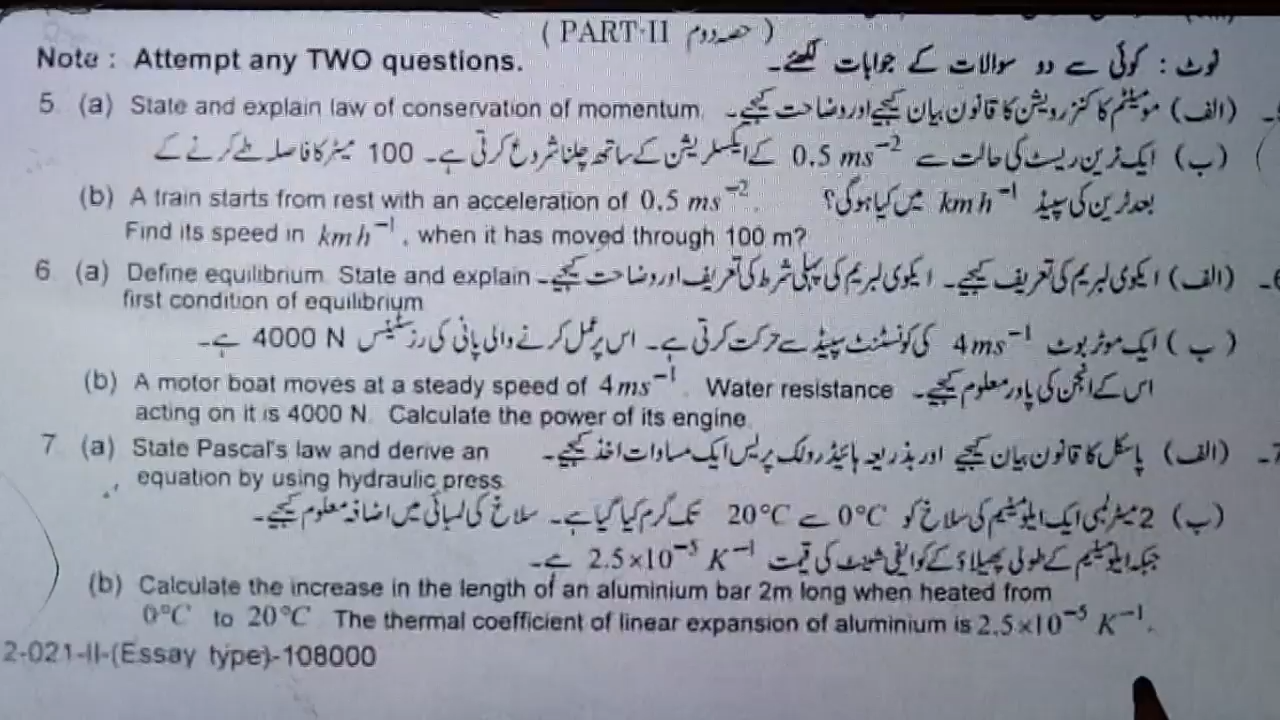 ( PART-II حصہ دوم )
Note : Attempt any TWO questions. نوٹ : کوئی سے دو سوالات کے جوابات لکھئے۔
5. (a) State and explain law of conservation of momentum. (الف) مومینٹم کا کنزرویشن کا قانون بیان کیجیے اور وضاحت کیجیے۔
(ب) ایک ٹرین ریسٹ کی حالت سے 0.5 ms⁻² کے ایکسلریشن کے ساتھ چلنا شروع کرتی ہے۔ 100 میٹر کا فاصلہ طے کرنے کے
(b) A train starts from rest with an acceleration of 0.5 ms⁻². بعد ٹرین کی سپیڈ km h⁻¹ میں کیا ہوگی؟
Find its speed in km h⁻¹, when it has moved through 100 m?
6 (a) Define equilibrium. State and explain (الف) ایکوی لبریم کی تعریف کیجیے۔ ایکوی لبریم کی پہلی شرط کی تعریف اور وضاحت کیجیے۔ 6۔
first condition of equilibrium
(ب) ایک موٹر بوٹ 4 ms⁻¹ کی کونسٹنٹ سپیڈ سے حرکت کرتی ہے۔ اس پر عمل کرنے والی پانی کی رزسٹینس 4000 N ہے۔
(b) A motor boat moves at a steady speed of 4 ms⁻¹. Water resistance اس کے انجن کی پاور معلوم کیجیے۔
acting on it is 4000 N. Calculate the power of its engine.
7. (a) State Pascal's law and derive an (الف) پاسکل کا قانون بیان کیجیے اور بذریعہ ہائیڈرولک پریس ایک مساوات اخذ کیجیے۔ 7۔
equation by using hydraulic press
(ب) 2 میٹر لمبی ایک ایلومینیم کی سلاخ کو 0°C سے 20°C تک گرم کیا گیا ہے۔ سلاخ کی لمبائی میں اضافہ معلوم کیجیے۔
جبکہ ایلومینیم کے طولی پھیلاؤ کے کوایفی شینٹ کی قیمت 2.5×10⁻⁵ K⁻¹ ہے۔
(b) Calculate the increase in the length of an aluminium bar 2m long when heated from
0°C to 20°C The thermal coefficient of linear expansion of aluminium is 2.5×10⁻⁵ K⁻¹.
2-021-II-(Essay type)-108000